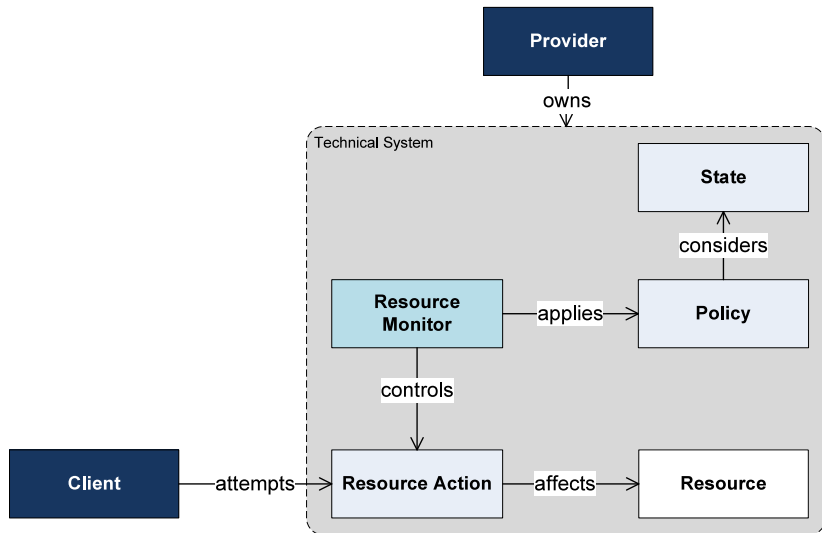 Provider
owns
Technical System
State
considers
Resource
Monitor
applies
Policy
controls
Client
attempts
Resource Action
affects
Resource